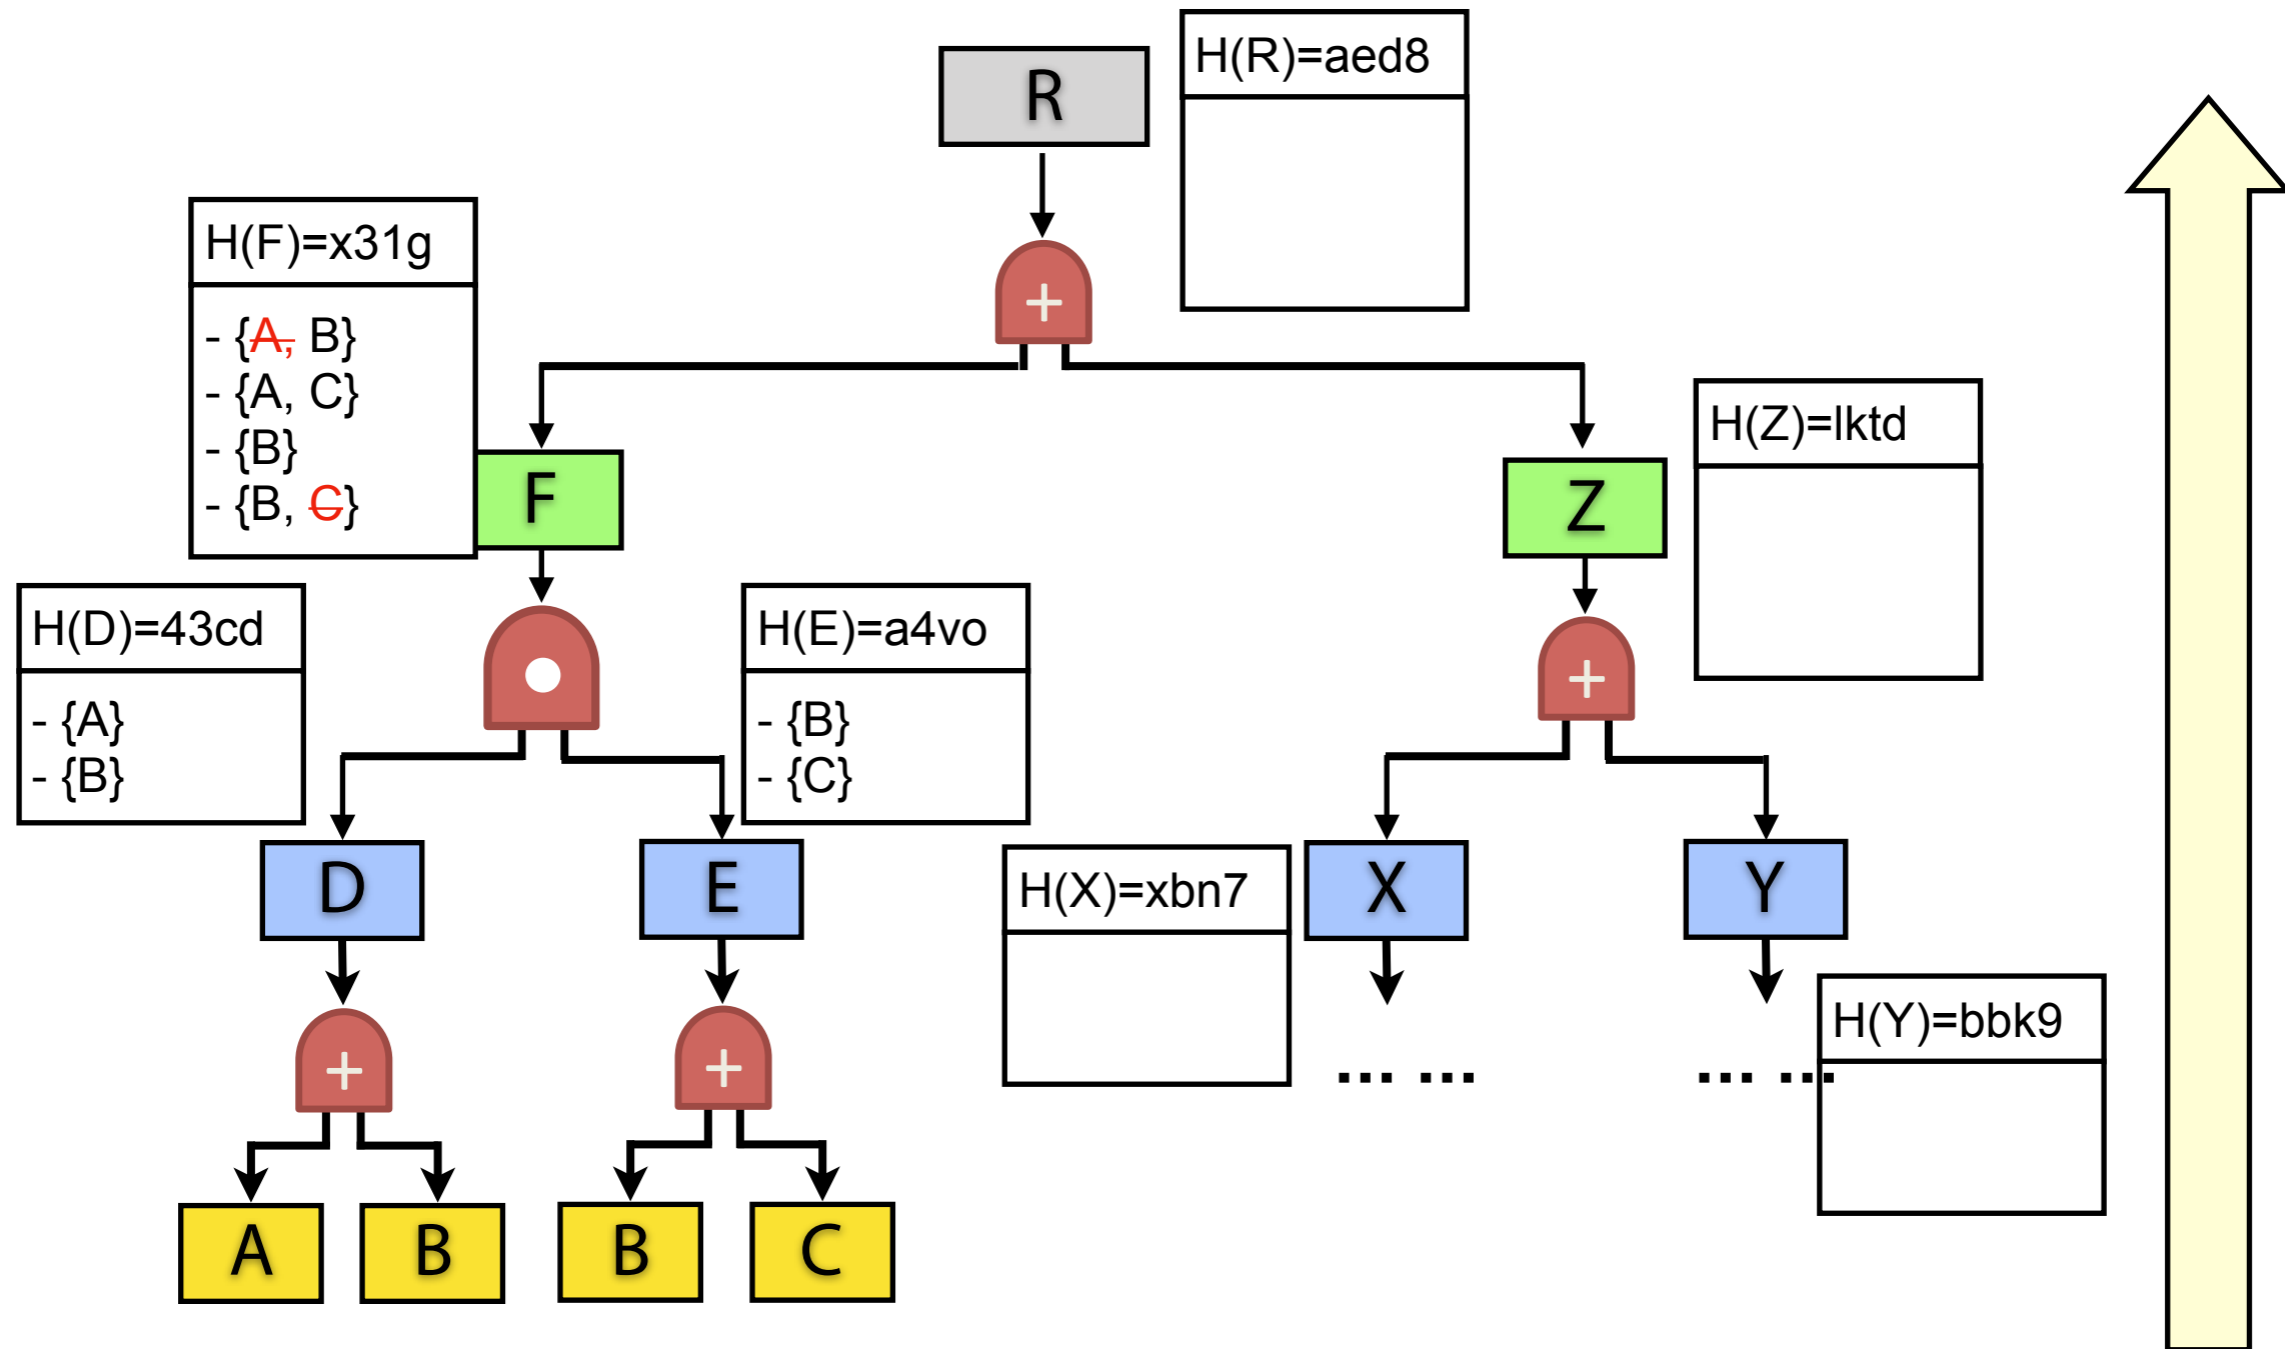 R
H(R)=aed8
+
H(F)=x31g
- {A, B}
- {A, C}
- {B}
- {B, C}
F
H(Z)=lktd
Z
H(D)=43cd
- {A}
- {B}
H(E)=a4vo
- {B}
- {C}
+
D
E
H(X)=xbn7
X
Y
H(Y)=bbk9
+
+
... ...
... ...
A
B
B
C